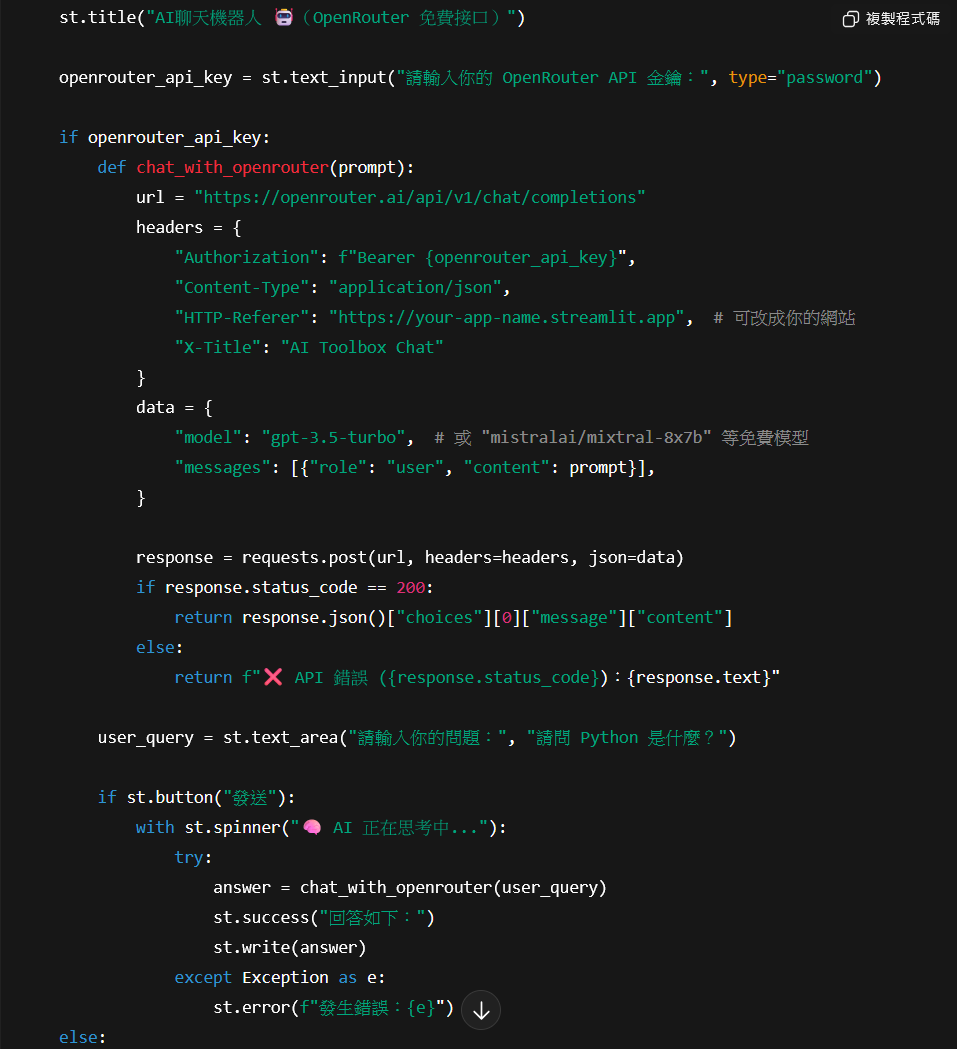 st.title("AI聊天機器人 🤖（OpenRouter 免費接口）")
複製程式碼
openrouter_api_key = st.text_input("請輸入你的 OpenRouter API 金鑰：", type="password")
if openrouter_api_key:
    def chat_with_openrouter(prompt):
        url = "https://openrouter.ai/api/v1/chat/completions"
        headers = {
            "Authorization": f"Bearer {openrouter_api_key}",
            "Content-Type": "application/json",
            "HTTP-Referer": "https://your-app-name.streamlit.app",  # 可改成你的網站
            "X-Title": "AI Toolbox Chat"
        }
        data = {
            "model": "gpt-3.5-turbo",  # 或 "mistralai/mixtral-8x7b" 等免費模型
            "messages": [{"role": "user", "content": prompt}],
        }
        response = requests.post(url, headers=headers, json=data)
        if response.status_code == 200:
            return response.json()["choices"][0]["message"]["content"]
        else:
            return f"❌ API 錯誤 ({response.status_code})：{response.text}"
    user_query = st.text_area("請輸入你的問題：", "請問 Python 是什麼？")
    if st.button("發送"):
        with st.spinner("🧠 AI 正在思考中..."):
            try:
                answer = chat_with_openrouter(user_query)
                st.success("回答如下：")
                st.write(answer)
            except Exception as e:
                st.error(f"發生錯誤：{e}")
else: